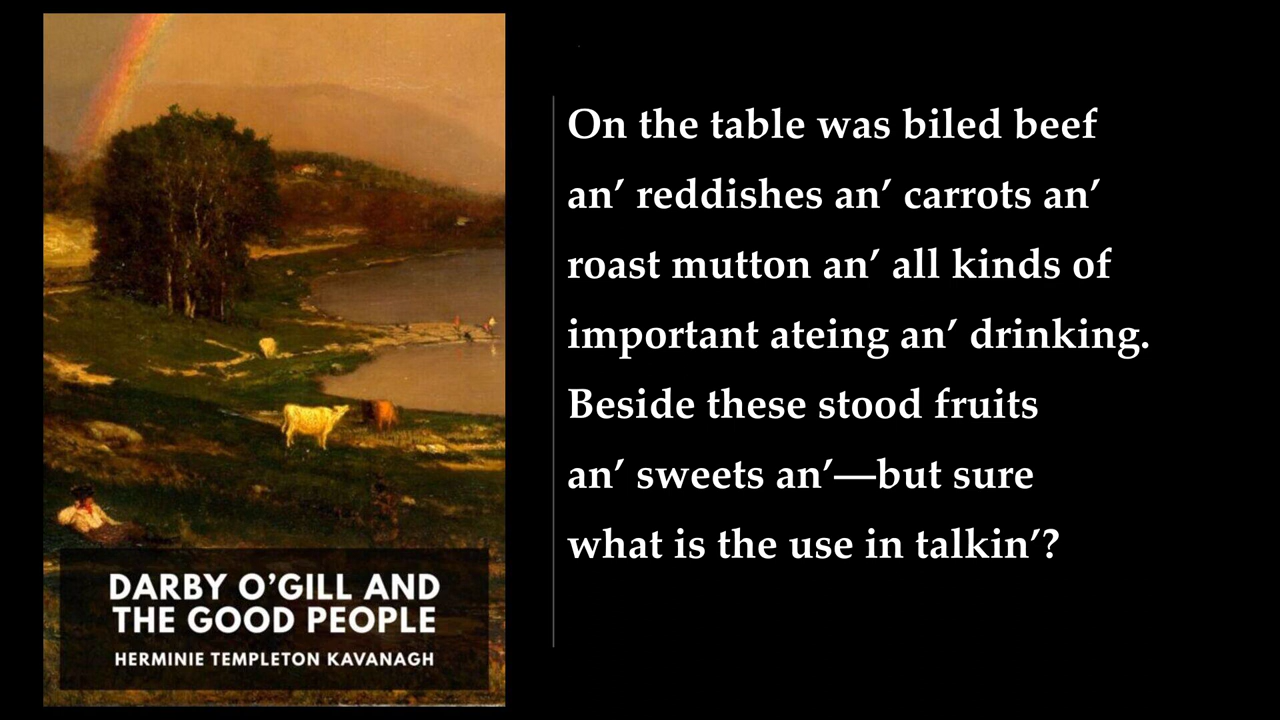 On the table was biled beef
an’ reddishes an’ carrots an’
roast mutton an’ all kinds of
important ateing an’ drinking.
Beside these stood fruits
an’ sweets an’—but sure
what is the use in talkin’?
DARBY O’GILL AND
THE GOOD PEOPLE
HERMINIE TEMPLETON KAVANAGH